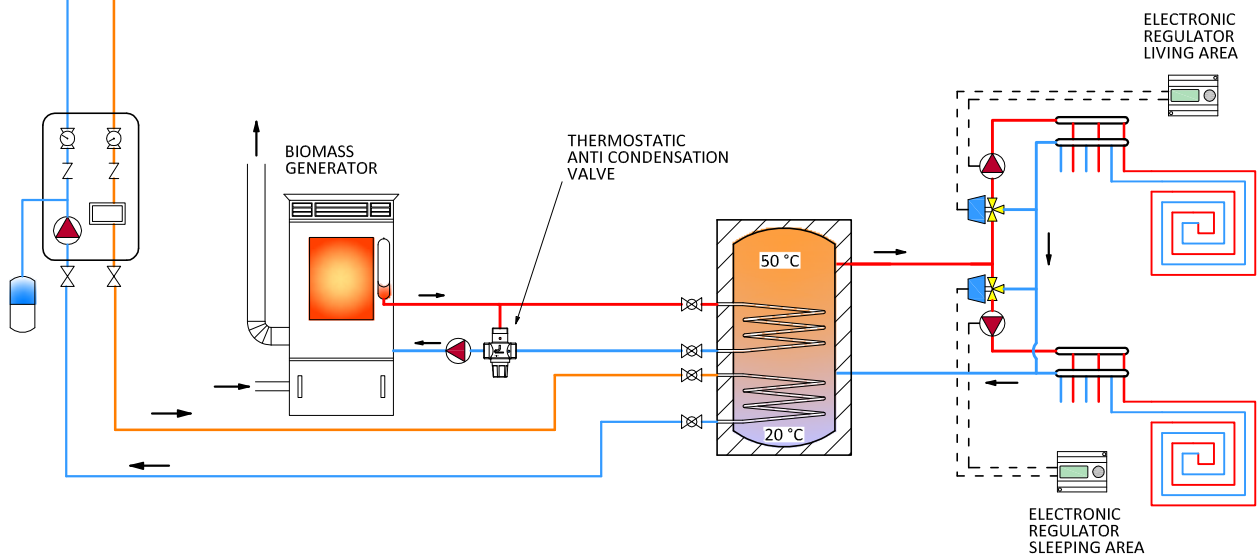 ELECTRONIC
REGULATOR
LIVING AREA
BIOMASS
GENERATOR
THERMOSTATIC
ANTI CONDENSATION
VALVE
50 °C
20 °C
ELECTRONIC
REGULATOR
SLEEPING AREA